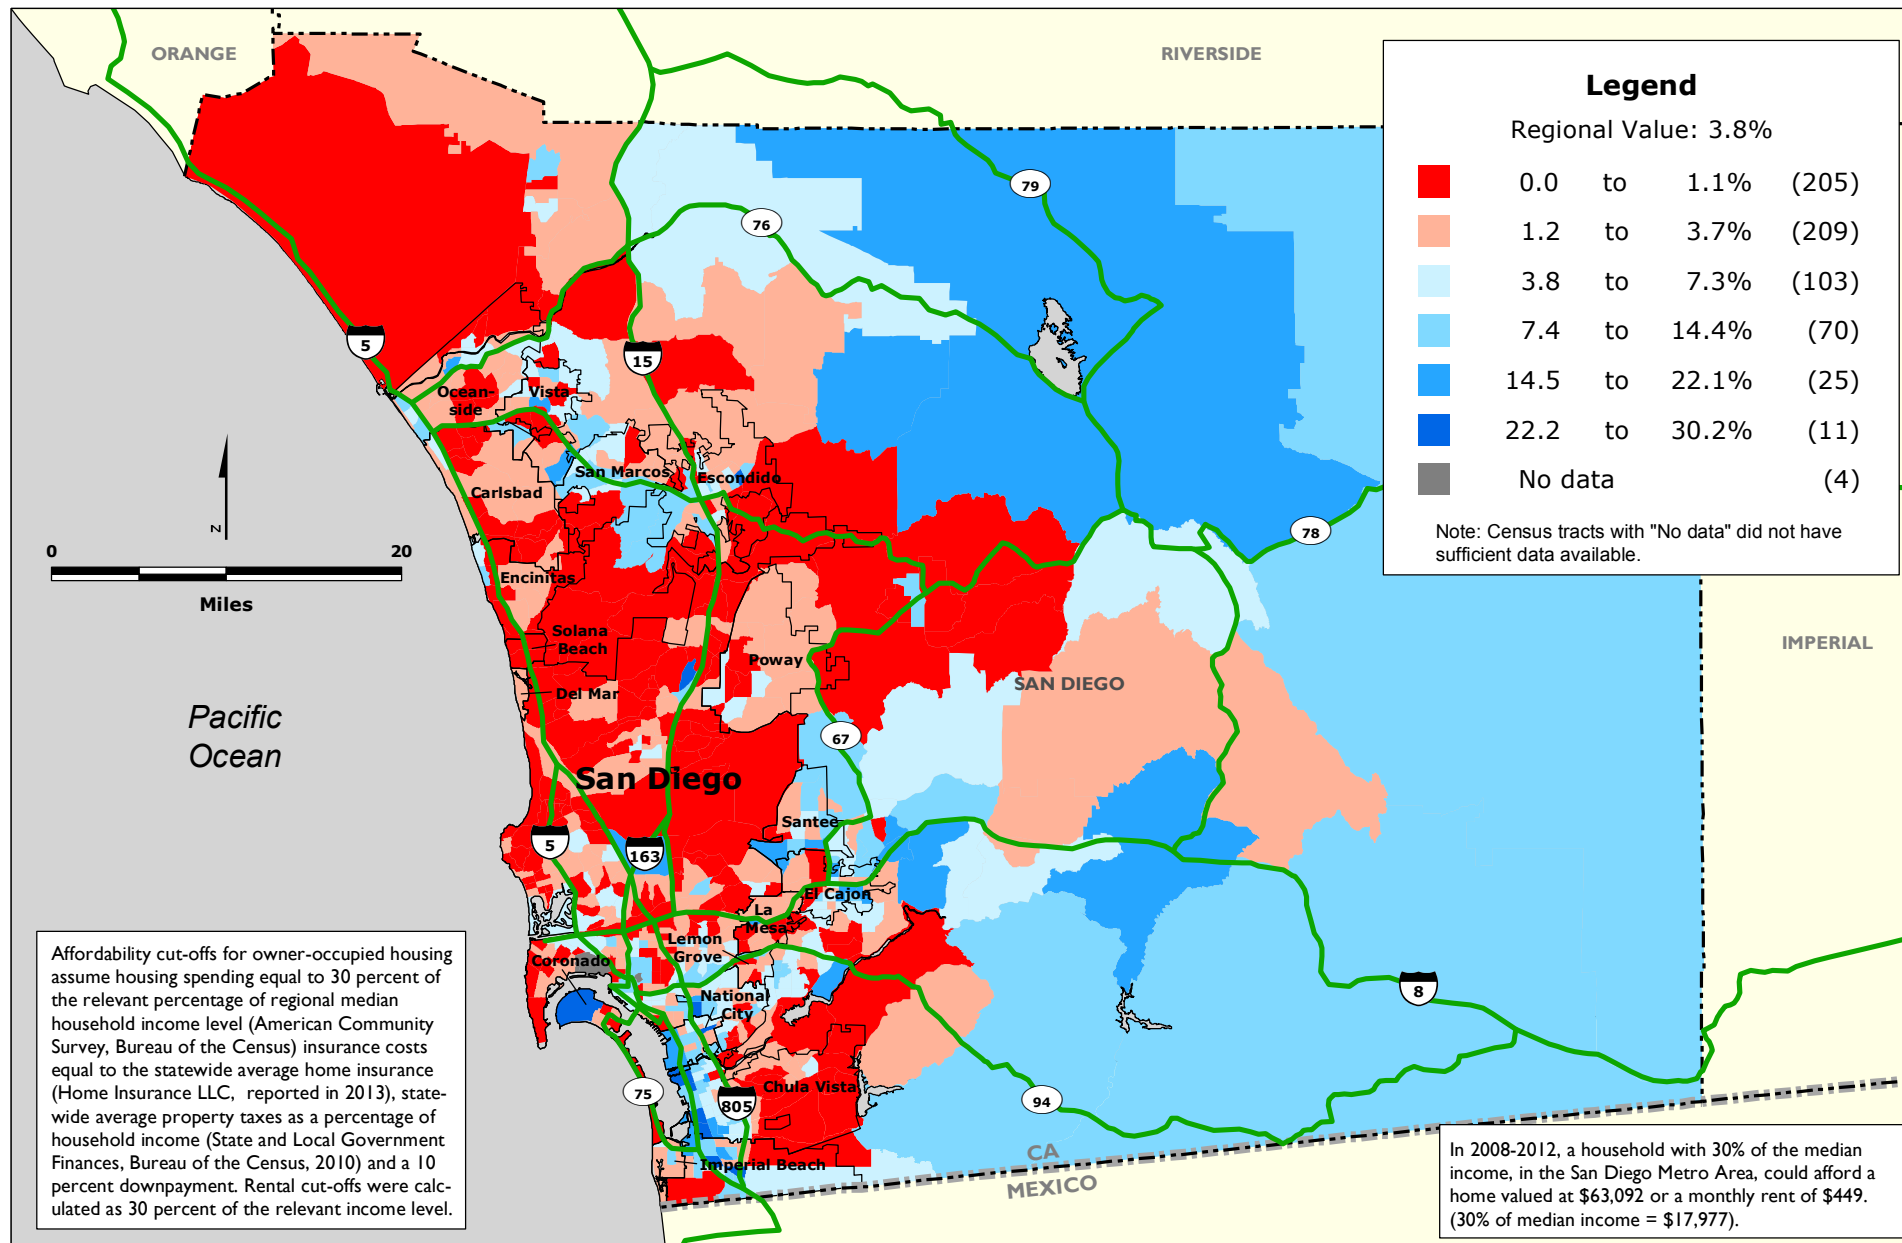 ORANGE
RIVERSIDE
Legend
Regional Value: 3.8%
0.0 to 1.1% (205)
1.2 to 3.7% (209)
3.8 to 7.3% (103)
7.4 to 14.4% (70)
14.5 to 22.1% (25)
22.2 to 30.2% (11)
No data (4)
Note: Census tracts with "No data" did not have
sufficient data available.
79
76
5
15
78
Ocean-
side
Vista
San Marcos
Escondido
Carlsbad
N
0 20
Miles
Encinitas
Solana
Beach
Poway
Del Mar
SAN DIEGO
IMPERIAL
Pacific
Ocean
67
San Diego
Santee
5
163
El Cajon
La
Mesa
Lemon
Grove
Coronado
National
City
8
75
805
Chula Vista
94
Imperial Beach
CA
MEXICO
Affordability cut-offs for owner-occupied housing
assume housing spending equal to 30 percent of
the relevant percentage of regional median
household income level (American Community
Survey, Bureau of the Census) insurance costs
equal to the statewide average home insurance
(Home Insurance LLC, reported in 2013), state-
wide average property taxes as a percentage of
household income (State and Local Government
Finances, Bureau of the Census, 2010) and a 10
percent downpayment. Rental cut-offs were calc-
ulated as 30 percent of the relevant income level.
In 2008-2012, a household with 30% of the median
income, in the San Diego Metro Area, could afford a
home valued at $63,092 or a monthly rent of $449.
(30% of median income = $17,977).